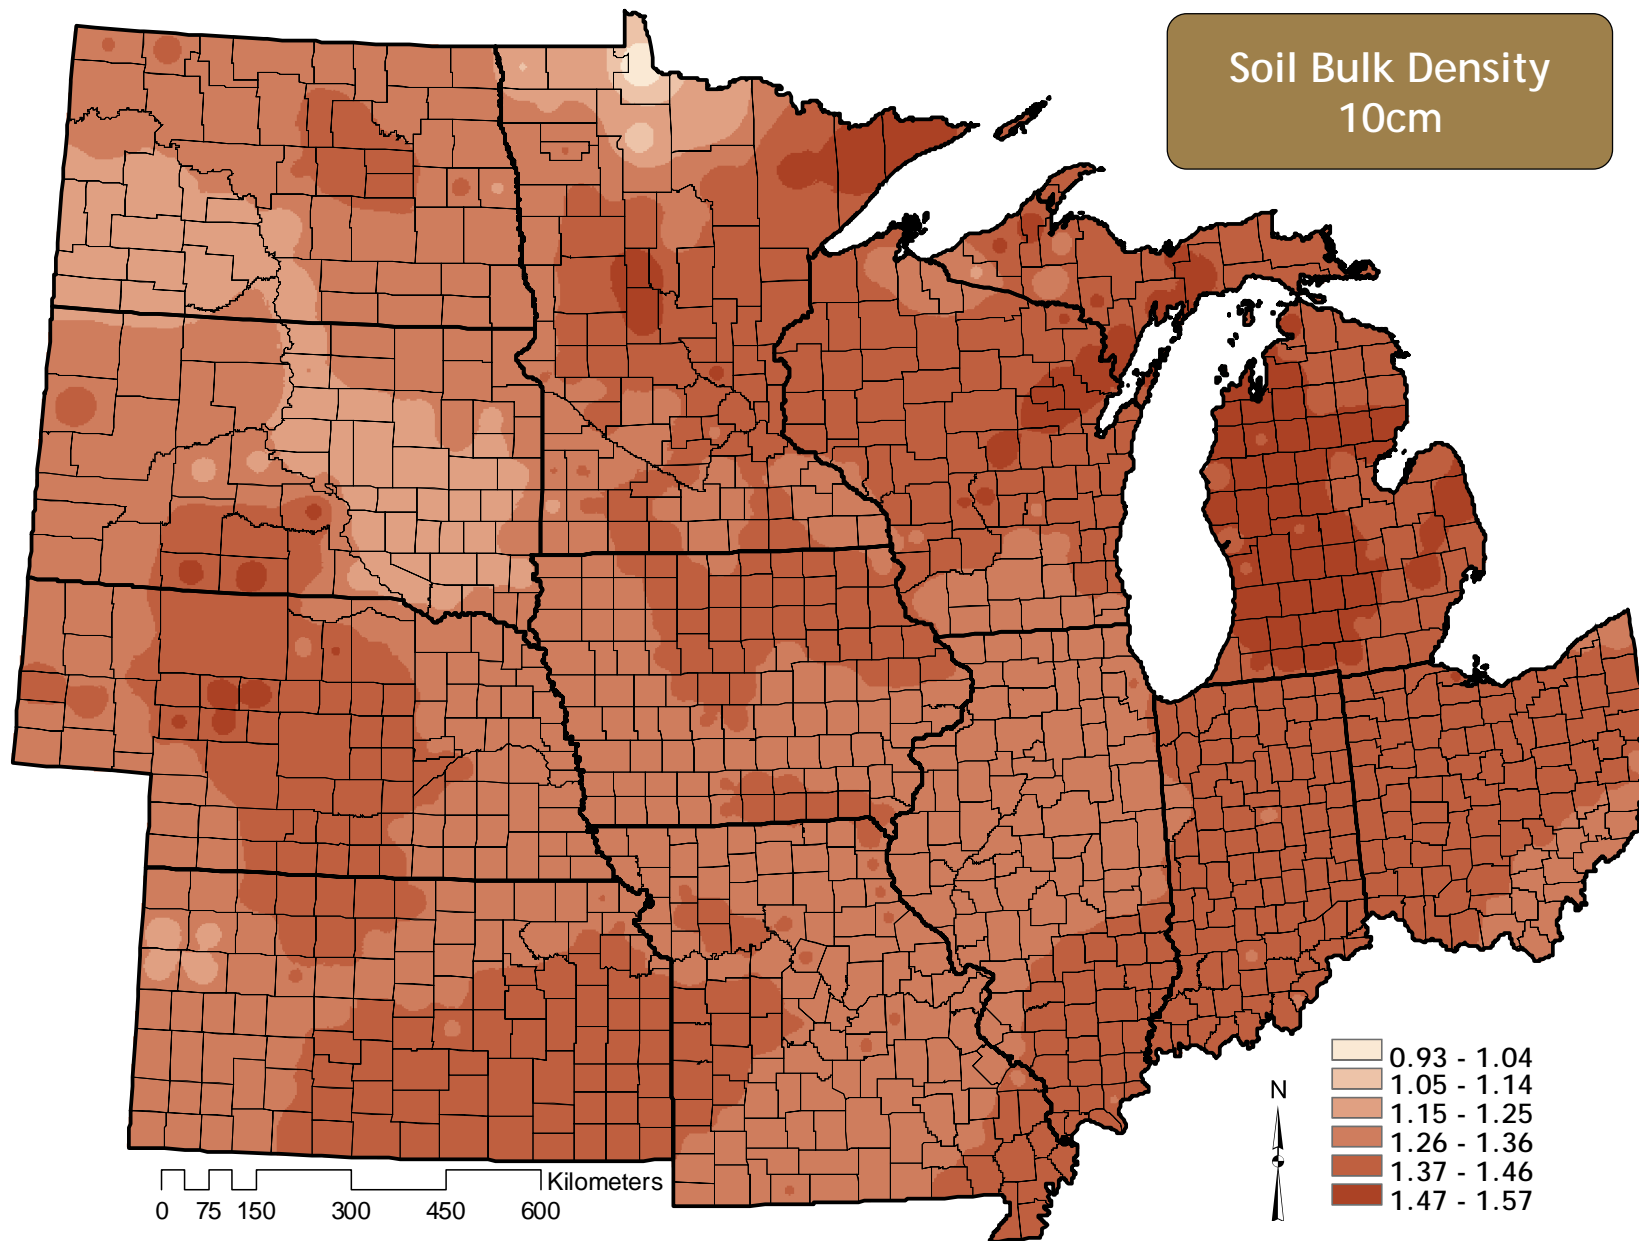 Soil Bulk Density
10cm
0.93 - 1.04
1.05 - 1.14
1.15 - 1.25
1.26 - 1.36
1.37 - 1.46
1.47 - 1.57
N
Kilometers
0 75 150 300 450 600